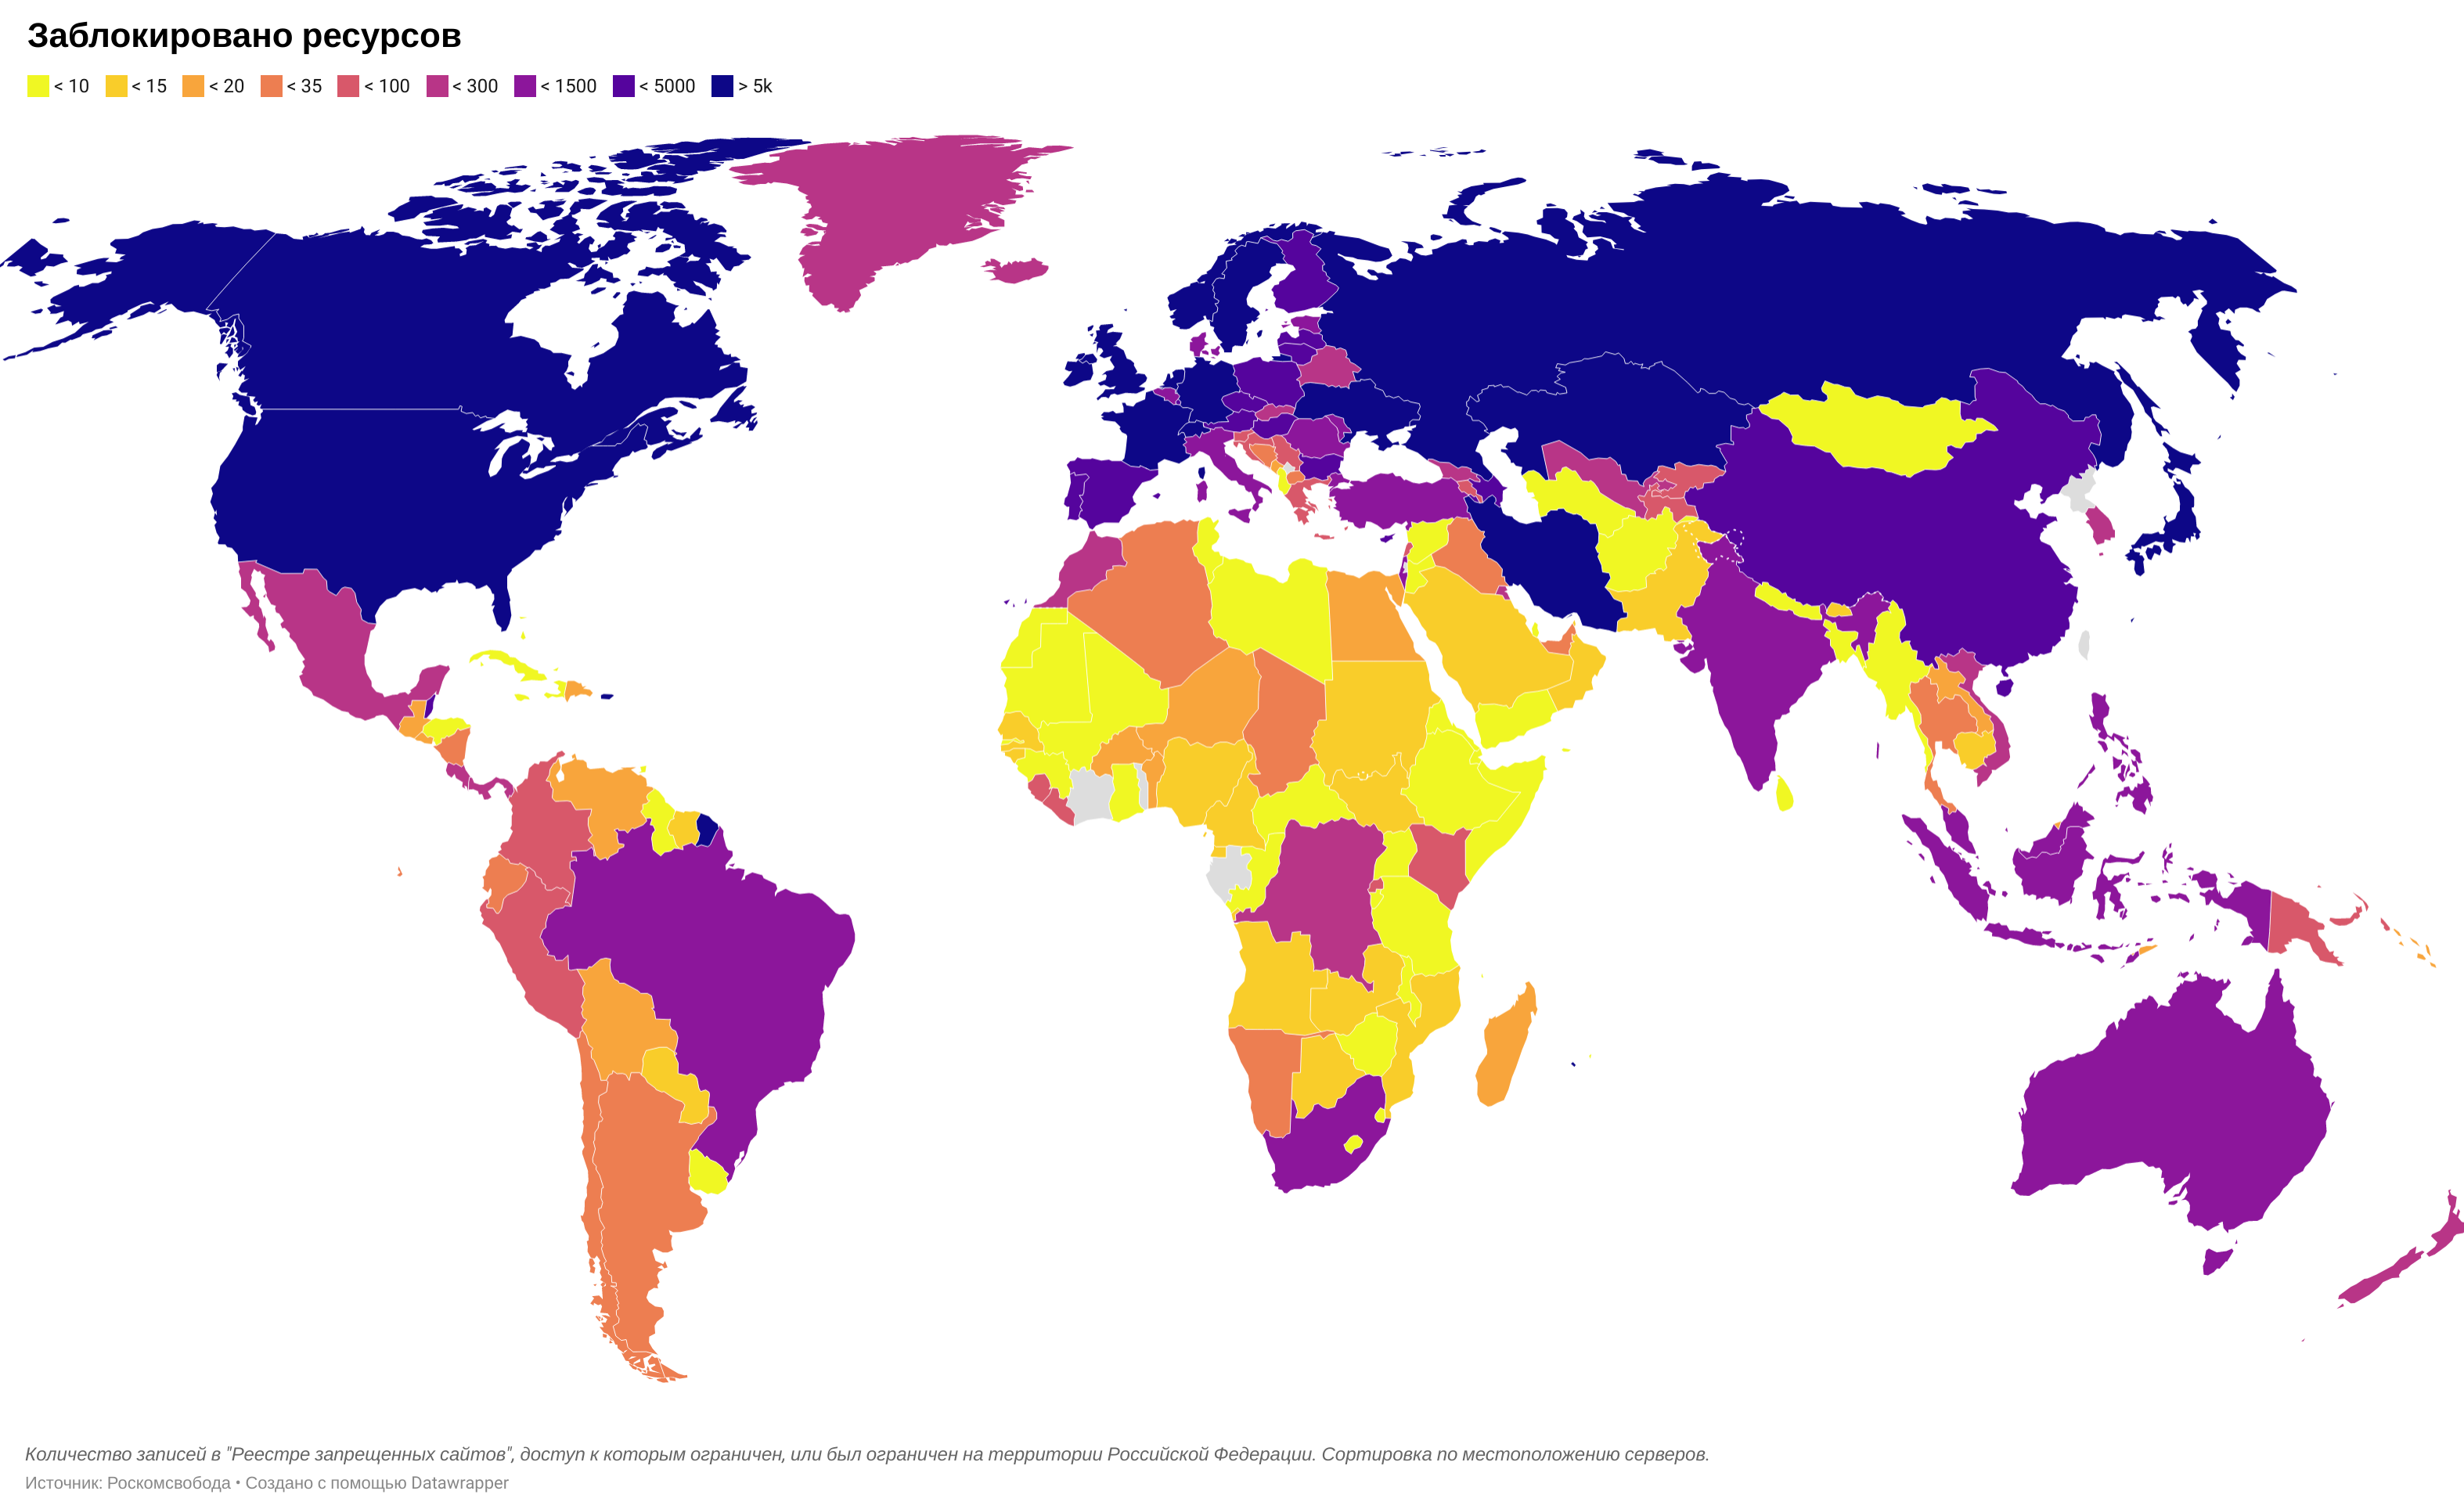 Заблокировано ресурсов
< 10 < 15 < 20 < 35 < 100 < 300 < 1500 < 5000 > 5k
Количество записей в "Реестре запрещенных сайтов", доступ к которым ограничен, или был ограничен на территории Российской Федерации. Сортировка по местоположению серверов.
Источник: Роскомсвобода • Создано с помощью Datawrapper